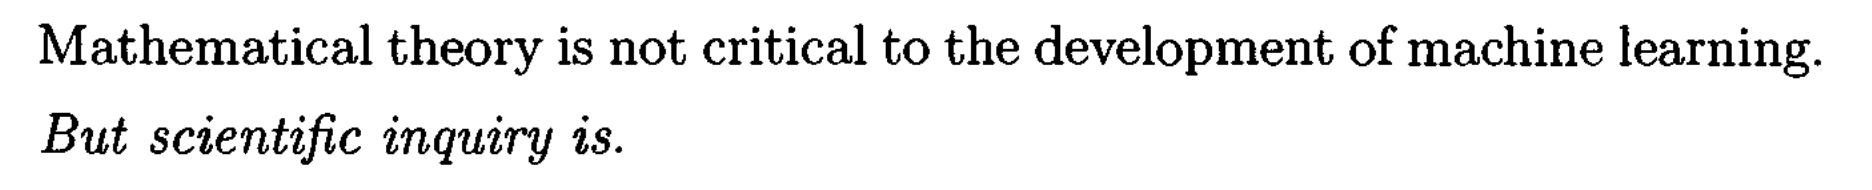 Mathematical theory is not critical to the development of machine learning.
But scientific inquiry is.